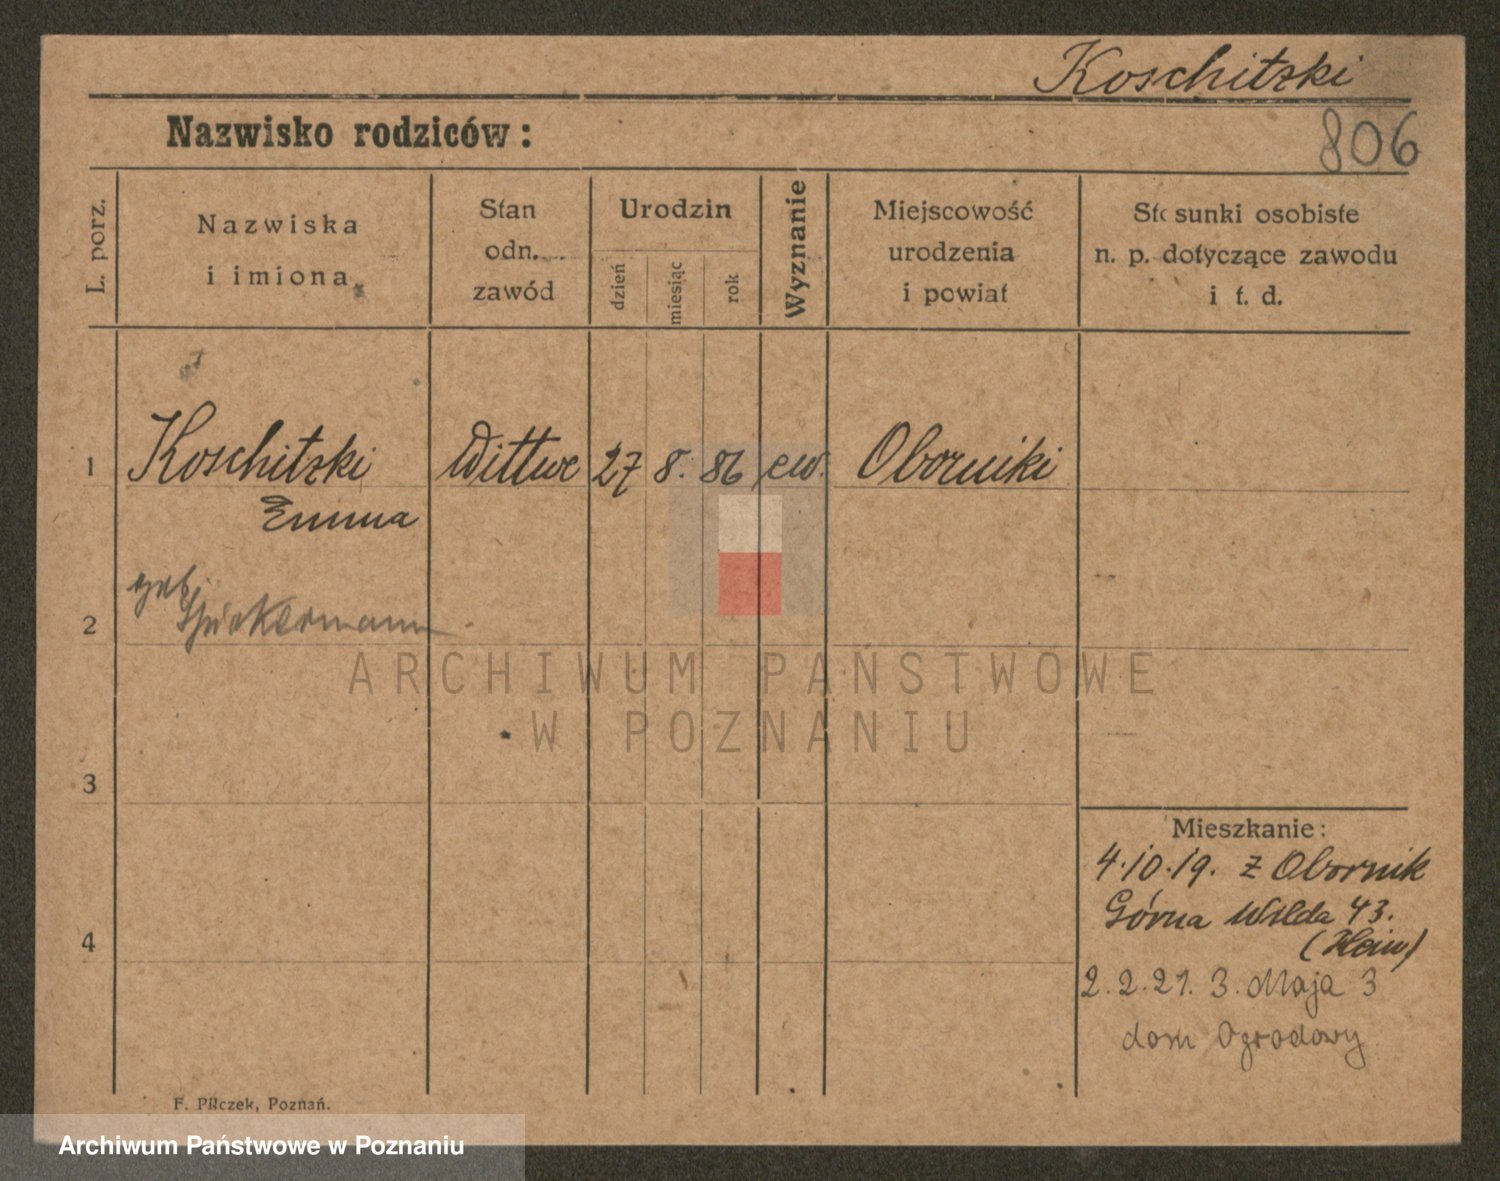 Koschitzki
806
Nazwisko rodziców:
L. porz.
Nazwiska
i imiona
Stan
odn.
zawód
Urodzin
dzień
miesiąc
rok
Wyznanie
Miejscowość
urodzenia
i powiat
Stosunki osobiste
n. p. dotyczące zawodu
i t. d.
1
Koschitzki
Emma
Wittwe
27
8.
86
ew.
Oborniki
geb.
2
3
4
ARCHIWUM PAŃSTWOWE
W POZNANIU
Mieszkanie:
4.10.19. z Obornik
Górna Wilda 43.
(Heim)
2.2.21. 3. Maja 3
dom Ogrodowy
F. Pilczek, Poznań.
Archiwum Państwowe w Poznaniu